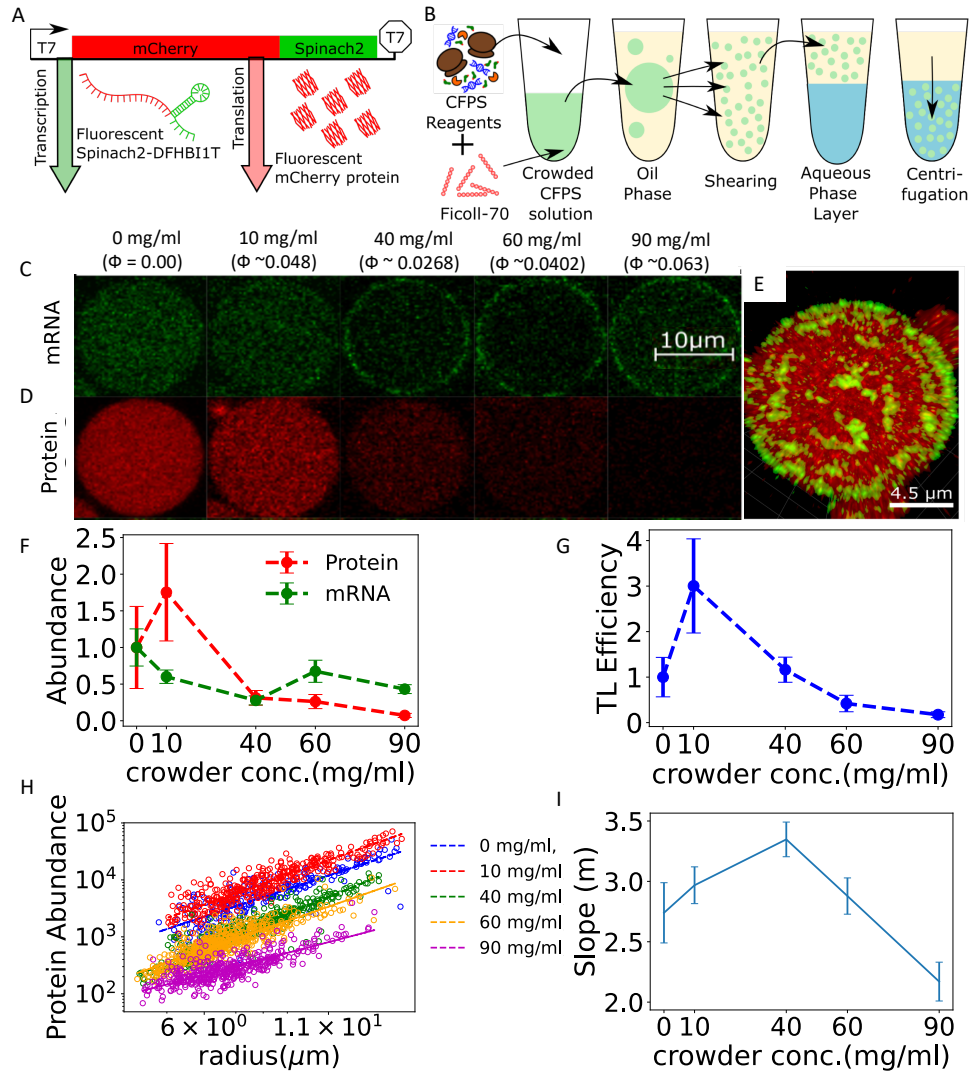 A
T7
mCherry
Spinach2
T7
Transcription
Fluorescent
Spinach2-DFHBI1T
Translation
Fluorescent
mCherry protein
B
CFPS
Reagents
+
Ficoll-70
Crowded
CFPS
solution
Oil
Phase
Shearing
Aqueous
Phase
Layer
Centri-
fugation
0 mg/ml
(Φ = 0.00)
10 mg/ml
(Φ ~0.048)
40 mg/ml
(Φ ~ 0.0268)
60 mg/ml
(Φ ~0.0402)
90 mg/ml
(Φ ~0.063)
C
mRNA
10μm
D
Protein
E
4.5 μm
F
Abundance
2.5
2.0
1.5
1.0
0.5
0.0
Protein
mRNA
0 10 40 60 90
crowder conc.(mg/ml)
G
TL Efficiency
4
3
2
1
0
0 10 40 60 90
crowder conc.(mg/ml)
H
Protein Abundance
10^5
10^4
10^3
10^2
6 × 10^0 1.1 × 10^1
radius(μm)
0 mg/ml,
10 mg/ml
40 mg/ml
60 mg/ml
90 mg/ml
I
Slope (m)
3.5
3.0
2.5
2.0
0 10 40 60 90
crowder conc.(mg/ml)